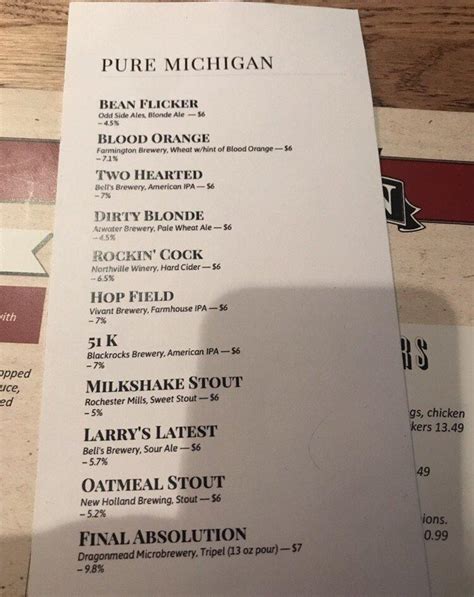 PURE MICHIGAN
BEAN FLICKER
Odd Side Ales, Blonde Ale — $6
– 4.5%
BLOOD ORANGE
Farmington Brewery, Wheat w/hint of Blood Orange — $6
– 7.1%
TWO HEARTED
Bell's Brewery, American IPA — $6
– 7%
DIRTY BLONDE
Atwater Brewery, Pale Wheat Ale — $6
– 4.5%
ROCKIN' COCK
Northville Winery, Hard Cider — $6
– 6.5%
HOP FIELD
Vivant Brewery, Farmhouse IPA — $6
– 7%
51 K
Blackrocks Brewery, American IPA — $6
– 7%
MILKSHAKE STOUT
Rochester Mills, Sweet Stout — $6
– 5%
LARRY'S LATEST
Bell's Brewery, Sour Ale — $6
– 5.7%
OATMEAL STOUT
New Holland Brewing, Stout — $6
– 5.2%
FINAL ABSOLUTION
Dragonmead Microbrewery, Tripel (13 oz pour) — $7
– 9.8%
with
opped
uce,
ed
N
RS
gs, chicken
kers 13.49
.49
ions.
0.99